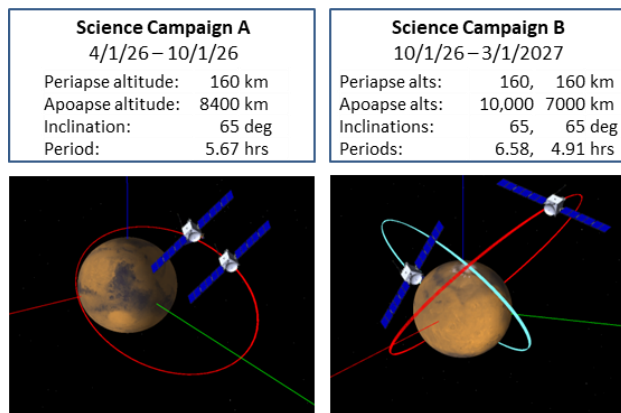 Science Campaign A
4/1/26 – 10/1/26
Periapse altitude: 160 km
Apoapse altitude: 8400 km
Inclination: 65 deg
Period: 5.67 hrs
Science Campaign B
10/1/26 – 3/1/2027
Periapse alts: 160, 160 km
Apoapse alts: 10,000 7000 km
Inclinations: 65, 65 deg
Periods: 6.58, 4.91 hrs